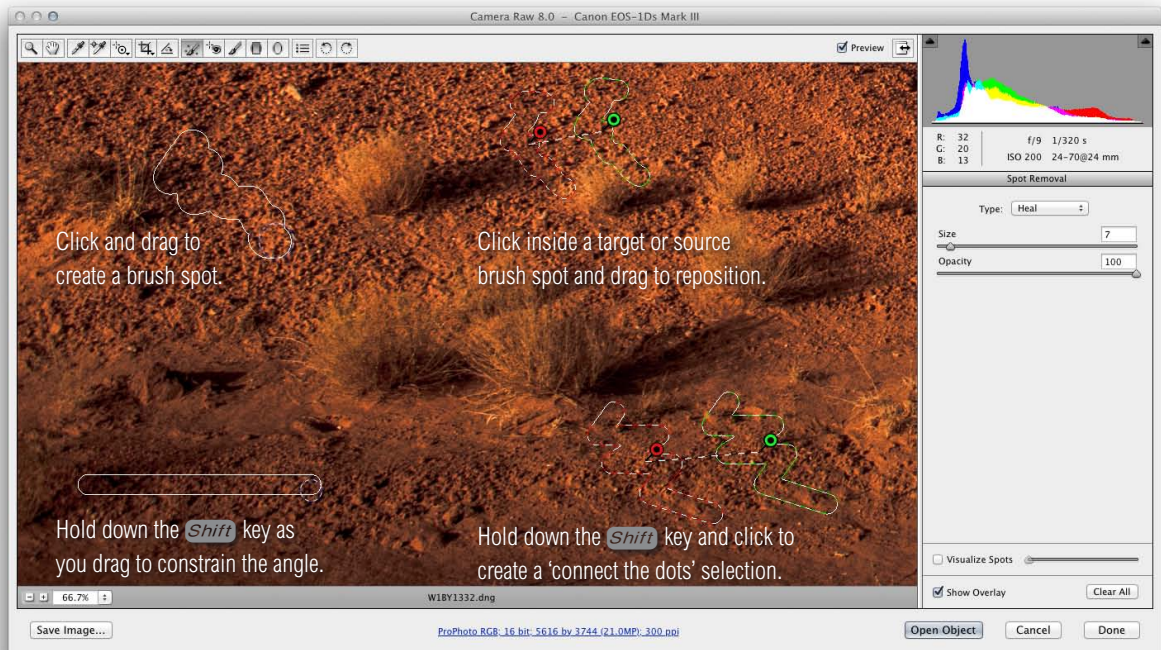 Camera Raw 8.0 – Canon EOS-1Ds Mark III
Preview
R: 32
G: 20
B: 13
f/9 1/320 s
ISO 200 24-70@24 mm
Spot Removal
Type: Heal
Size 7
Opacity 100
Click and drag to
create a brush spot.
Click inside a target or source
brush spot and drag to reposition.
Hold down the Shift key as
you drag to constrain the angle.
Hold down the Shift key and click to
create a ‘connect the dots’ selection.
Visualize Spots
Show Overlay Clear All
66.7% W1BY1332.dng
Save Image... ProPhoto RGB; 16 bit; 5616 by 3744 (21.0MP); 300 ppi Open Object Cancel Done